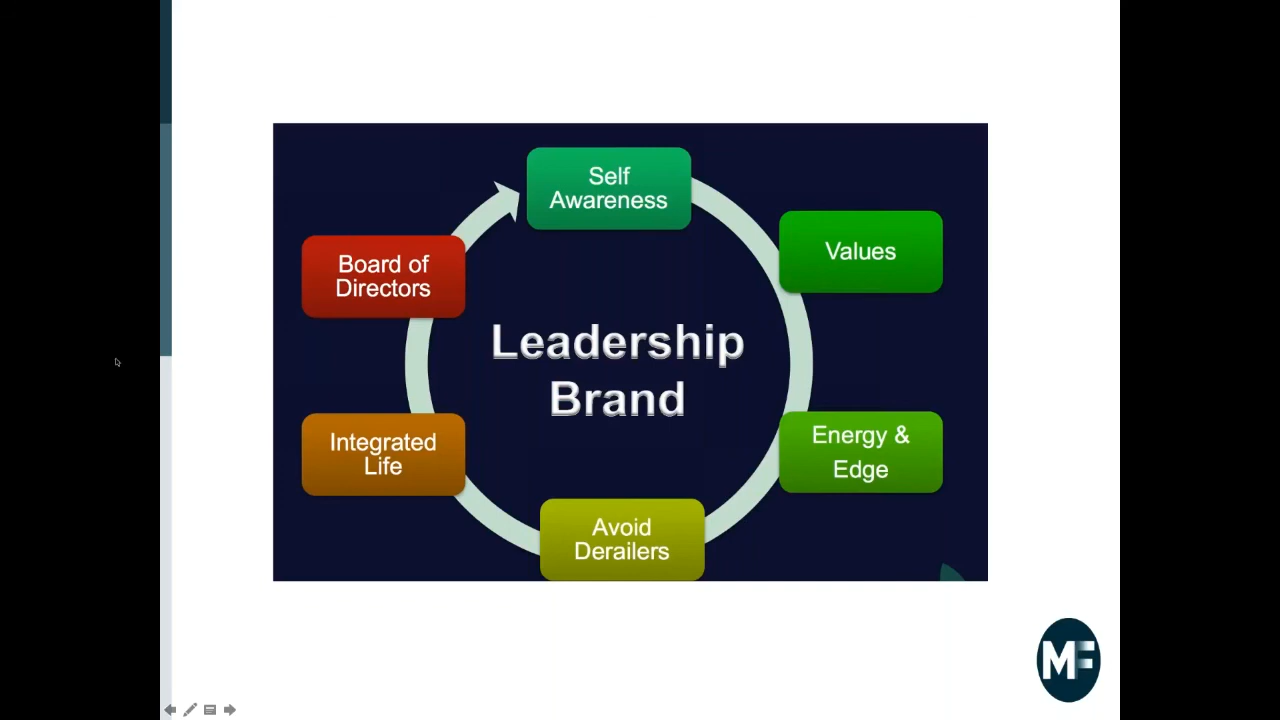 Self
Awareness
Values
Energy &
Edge
Avoid
Derailers
Integrated
Life
Board of
Directors
Leadership
Brand
MF